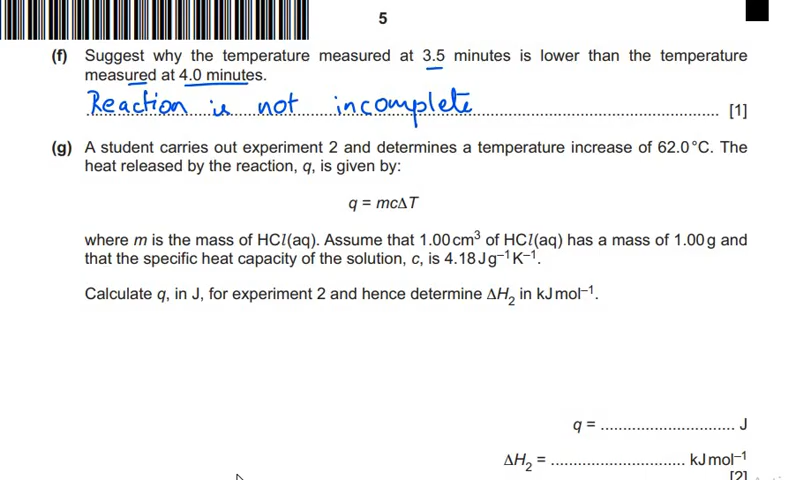 5
(f) Suggest why the temperature measured at 3.5 minutes is lower than the temperature
measured at 4.0 minutes.
Reaction is not incomplete [1]
(g) A student carries out experiment 2 and determines a temperature increase of 62.0 °C. The
heat released by the reaction, q, is given by:
q = mcΔT
where m is the mass of HCl(aq). Assume that 1.00 cm³ of HCl(aq) has a mass of 1.00 g and
that the specific heat capacity of the solution, c, is 4.18 J g⁻¹ K⁻¹.
Calculate q, in J, for experiment 2 and hence determine ΔH₂ in kJ mol⁻¹.
q = .............................. J
ΔH₂ = .............................. kJ mol⁻¹
[2]